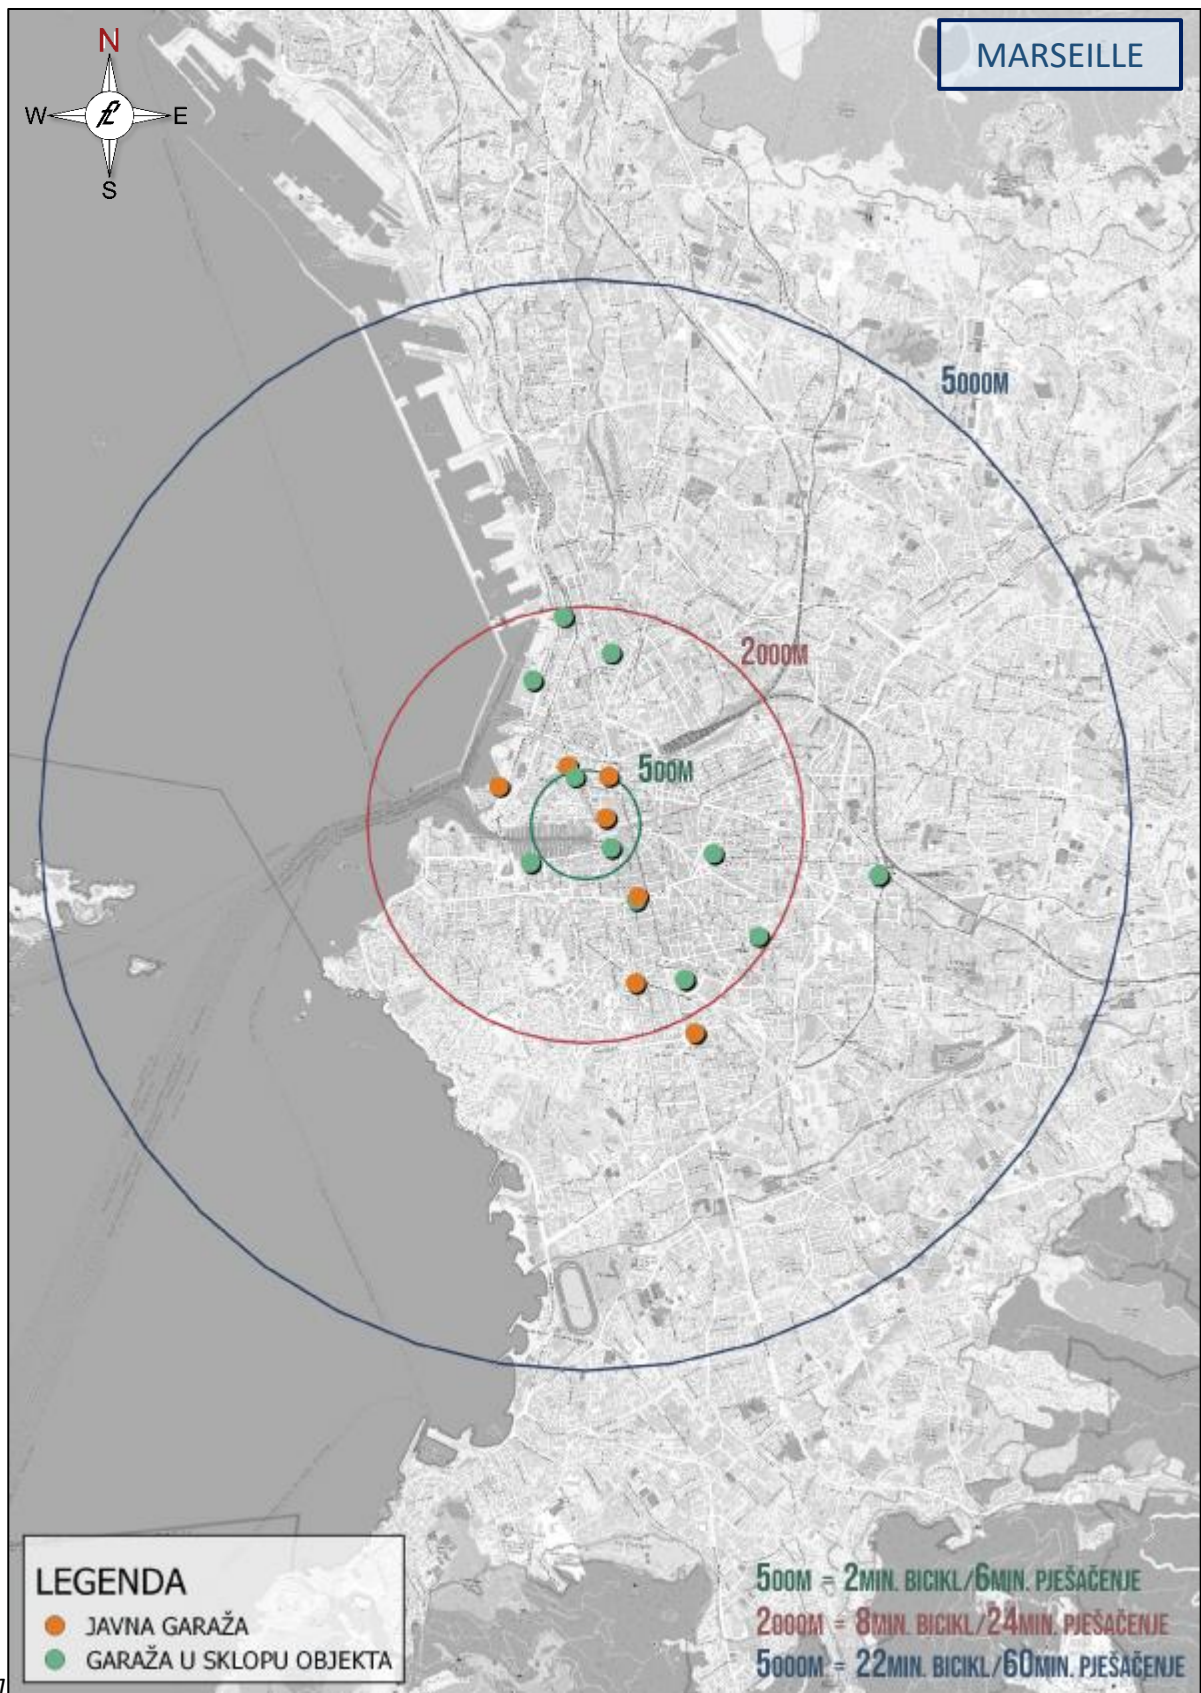 MARSEILLE
N
W
E
S
5000M
2000M
500M
LEGENDA
JAVNA GARAŽA
GARAŽA U SKLOPU OBJEKTA
500M = 2MIN. BICIKL/6MIN. PJEŠAČENJE
2000M = 8MIN. BICIKL/24MIN. PJEŠAČENJE
5000M = 22MIN. BICIKL/60MIN. PJEŠAČENJE